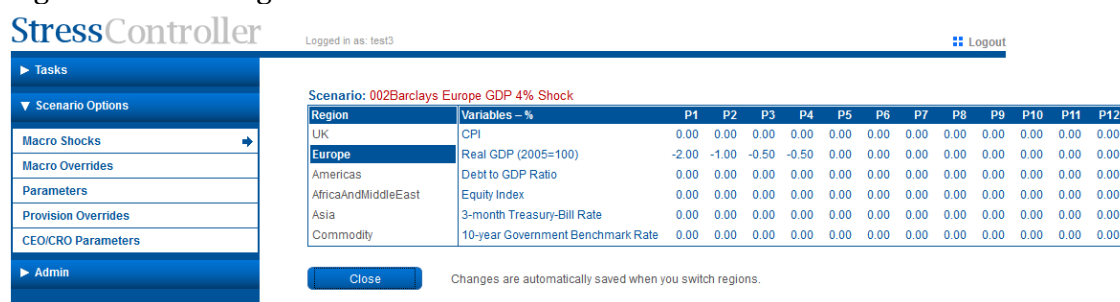 StressController
Logged in as: test3
Logout
▶ Tasks
▼ Scenario Options
Macro Shocks
Macro Overrides
Parameters
Provision Overrides
CEO/CRO Parameters
▶ Admin
Scenario: 002Barclays Europe GDP 4% Shock
Region Variables – % P1 P2 P3 P4 P5 P6 P7 P8 P9 P10 P11 P12
UK CPI 0.00 0.00 0.00 0.00 0.00 0.00 0.00 0.00 0.00 0.00 0.00 0.00
Europe Real GDP (2005=100) -2.00 -1.00 -0.50 -0.50 0.00 0.00 0.00 0.00 0.00 0.00 0.00 0.00
Americas Debt to GDP Ratio 0.00 0.00 0.00 0.00 0.00 0.00 0.00 0.00 0.00 0.00 0.00 0.00
AfricaAndMiddleEast Equity Index 0.00 0.00 0.00 0.00 0.00 0.00 0.00 0.00 0.00 0.00 0.00 0.00
Asia 3-month Treasury-Bill Rate 0.00 0.00 0.00 0.00 0.00 0.00 0.00 0.00 0.00 0.00 0.00 0.00
Commodity 10-year Government Benchmark Rate 0.00 0.00 0.00 0.00 0.00 0.00 0.00 0.00 0.00 0.00 0.00 0.00
Close Changes are automatically saved when you switch regions.